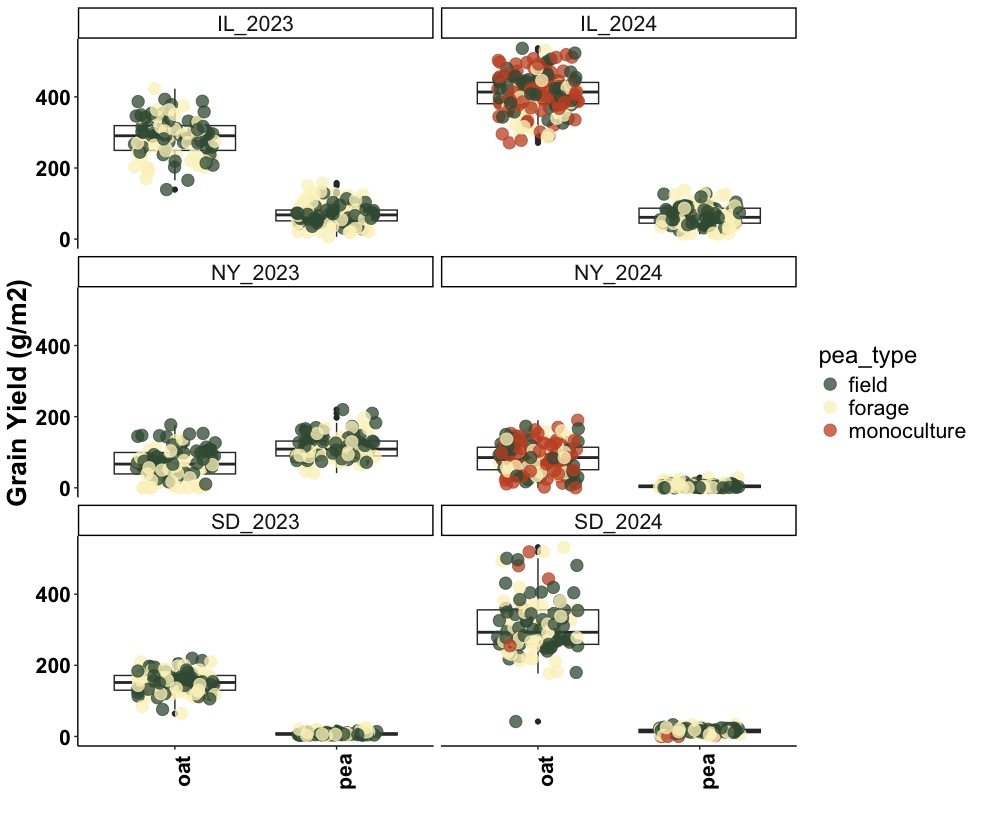 IL_2023
IL_2024
400
200
0
NY_2023
NY_2024
400
200
0
SD_2023
SD_2024
400
200
0
oat
pea
oat
pea
Grain Yield (g/m2)
pea_type
field
forage
monoculture